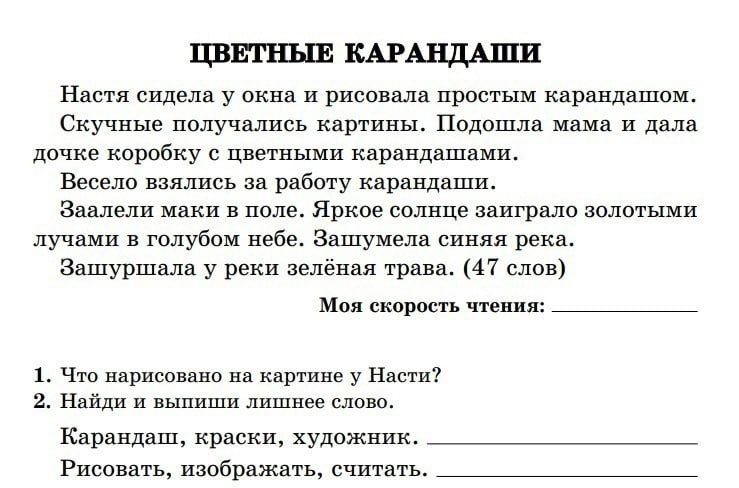 ЦВЕТНЫЕ КАРАНДАШИ
Настя сидела у окна и рисовала простым карандашом.
Скучные получались картины. Подошла мама и дала
дочке коробку с цветными карандашами.
Весело взялись за работу карандаши.
Заалели маки в поле. Яркое солнце заиграло золотыми
лучами в голубом небе. Зашумела синяя река.
Зашуршала у реки зелёная трава. (47 слов)
Моя скорость чтения:
1. Что нарисовано на картине у Насти?
2. Найди и выпиши лишнее слово.
Карандаш, краски, художник.
Рисовать, изображать, считать.